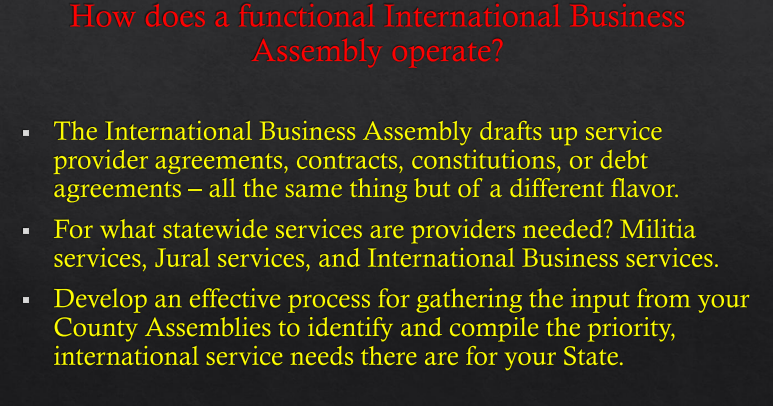 How does a functional International Business
Assembly operate?
▪ The International Business Assembly drafts up service
provider agreements, contracts, constitutions, or debt
agreements – all the same thing but of a different flavor.
▪ For what statewide services are providers needed? Militia
services, Jural services, and International Business services.
▪ Develop an effective process for gathering the input from your
County Assemblies to identify and compile the priority,
international service needs there are for your State.